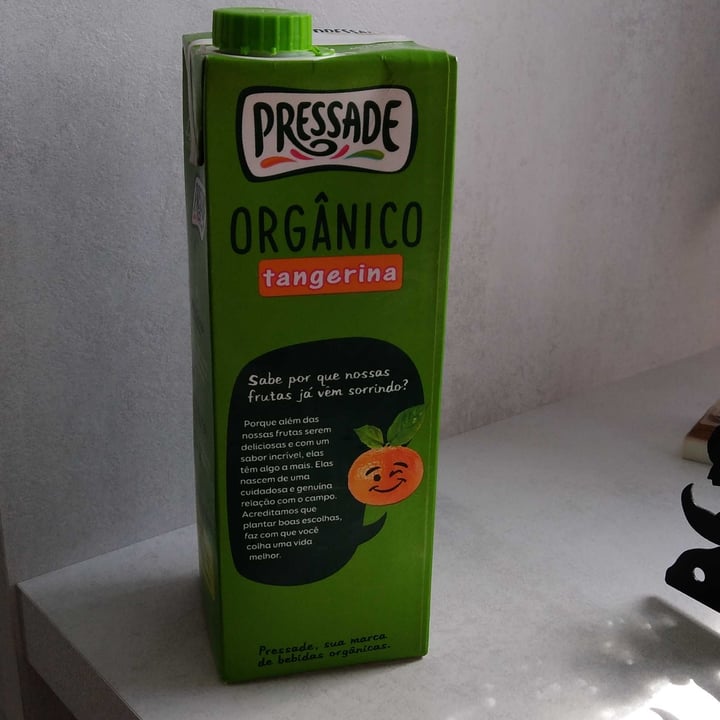 PRESSADE
ORGÂNICO
tangerina
Sabe por que nossas
frutas já vêm sorrindo?
Porque além das
nossas frutas serem
deliciosas e com um
sabor incrível, elas
têm algo a mais. Elas
nascem de uma
cuidadosa e genuína
relação com o campo.
Acreditamos que
plantar boas escolhas,
faz com que você
colha uma vida
melhor.
Pressade, sua marca
de bebidas orgânicas.